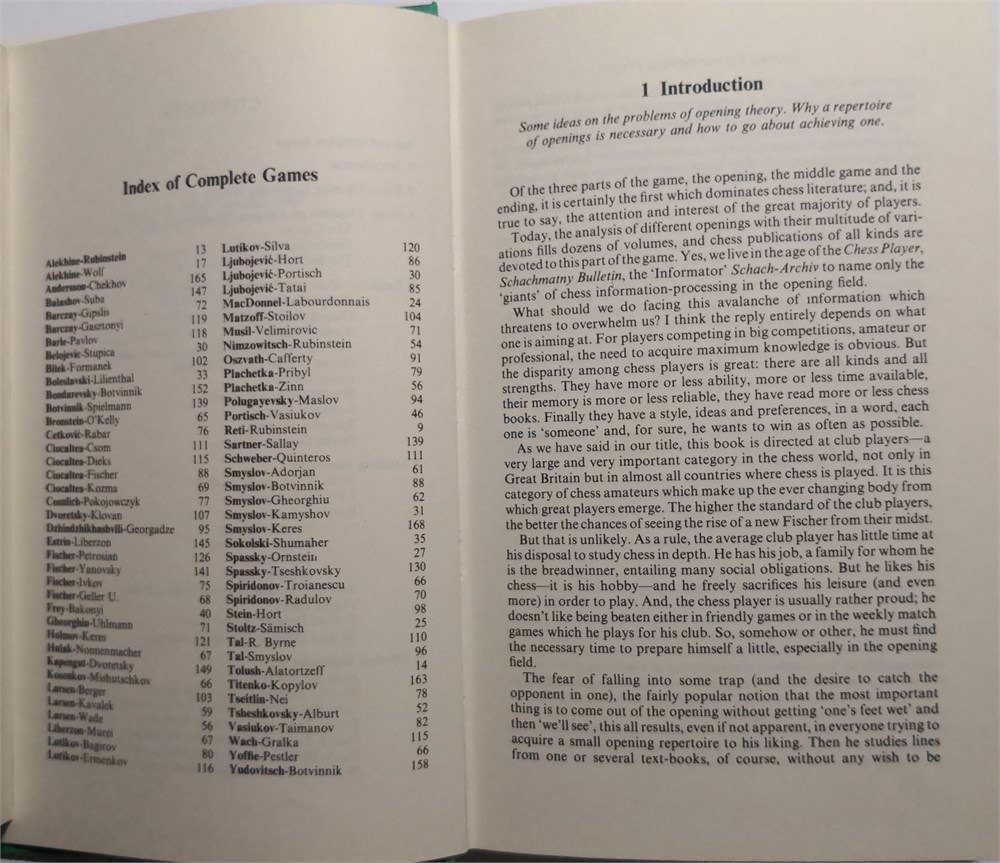 Index of Complete Games
Alekhine-Rubinstein 13
Alekhine-Wolf 17
Andersson-Chekhov 165
Balashov-Suba 147
Barczay-Gipslis 72
Barczay-Gasztonyi 119
Barle-Pavlov 118
Belojevic-Stupica 30
Bilek-Formanek 102
Boleslavski-Lilienthal 33
Bondarevsky-Botvinnik 152
Botvinnik-Spielmann 139
Bronstein-O'Kelly 65
Cetković-Rabar 76
Ciocaltea-Csom 111
Ciocaltea-Dieks 115
Ciocaltea-Fischer 88
Ciocaltea-Kozma 69
Cosulich-Pokojowczyk 77
Dvoretsky-Klovan 107
Dzhindzhikhashvili-Georgadze 95
Estrin-Liberzon 145
Fischer-Petrosian 126
Fischer-Yanovsky 141
Fischer-Ivkov 75
Fischer-Geller U. 68
Frey-Bakonyi 40
Gheorghiu-Uhlmann 71
Holmov-Keres 121
Hulak-Nonnenmacher 67
Kapengut-Dvoretsky 149
Kosenkov-Mishutschkov 66
Larsen-Berger 103
Larsen-Kavalek 59
Larsen-Wade 56
Liberzon-Murei 67
Lutikov-Bagirov 80
Lutikov-Ermenkov 116
Lutikov-Silva 120
Ljubojević-Hort 86
Ljubojević-Portisch 30
Ljubojević-Tatai 85
MacDonnel-Labourdonnais 24
Matzoff-Stoilov 104
Musil-Velimirovic 71
Nimzowitsch-Rubinstein 54
Oszvath-Cafferty 91
Plachetka-Pribyl 79
Plachetka-Zinn 56
Polugayevsky-Maslov 94
Portisch-Vasiukov 46
Reti-Rubinstein 9
Sartner-Sallay 139
Schweber-Quinteros 111
Smyslov-Adorjan 61
Smyslov-Botvinnik 88
Smyslov-Gheorghiu 62
Smyslov-Kamyshov 31
Smyslov-Keres 168
Sokolski-Shumaher 35
Spassky-Ornstein 27
Spassky-Tseshkovsky 130
Spiridonov-Troianescu 66
Spiridonov-Radulov 70
Stein-Hort 98
Stoltz-Sämisch 25
Tal-R. Byrne 110
Tal-Smyslov 96
Tolush-Alatortzeff 14
Titenko-Kopylov 163
Tseitlin-Nei 78
Tsheshkovsky-Alburt 52
Vasiukov-Taimanov 82
Wach-Gralka 115
Yoffie-Pestler 66
Yudovitsch-Botvinnik 158
1 Introduction
Some ideas on the problems of opening theory. Why a repertoire
of openings is necessary and how to go about achieving one.
Of the three parts of the game, the opening, the middle game and the
ending, it is certainly the first which dominates chess literature; and, it is
true to say, the attention and interest of the great majority of players.
Today, the analysis of different openings with their multitude of vari-
ations fills dozens of volumes, and chess publications of all kinds are
devoted to this part of the game. Yes, we live in the age of the Chess Player,
Schachmatny Bulletin, the 'Informator' Schach-Archiv to name only the
'giants' of chess information-processing in the opening field.
What should we do facing this avalanche of information which
threatens to overwhelm us? I think the reply entirely depends on what
one is aiming at. For players competing in big competitions, amateur or
professional, the need to acquire maximum knowledge is obvious. But
the disparity among chess players is great: there are all kinds and all
strengths. They have more or less ability, more or less time available,
their memory is more or less reliable, they have read more or less chess
books. Finally they have a style, ideas and preferences, in a word, each
one is 'someone' and, for sure, he wants to win as often as possible.
As we have said in our title, this book is directed at club players—a
very large and very important category in the chess world, not only in
Great Britain but in almost all countries where chess is played. It is this
category of chess amateurs which make up the ever changing body from
which great players emerge. The higher the standard of the club players,
the better the chances of seeing the rise of a new Fischer from their midst.
But that is unlikely. As a rule, the average club player has little time at
his disposal to study chess in depth. He has his job, a family for whom he
is the breadwinner, entailing many social obligations. But he likes his
chess—it is his hobby—and he freely sacrifices his leisure (and even
more) in order to play. And, the chess player is usually rather proud; he
doesn't like being beaten either in friendly games or in the weekly match
games which he plays for his club. So, somehow or other, he must find
the necessary time to prepare himself a little, especially in the opening
field.
The fear of falling into some trap (and the desire to catch the
opponent in one), the fairly popular notion that the most important
thing is to come out of the opening without getting 'one's feet wet' and
then 'we'll see', this all results, even if not apparent, in everyone trying to
acquire a small opening repertoire to his liking. Then he studies lines
from one or several text-books, of course, without any wish to be